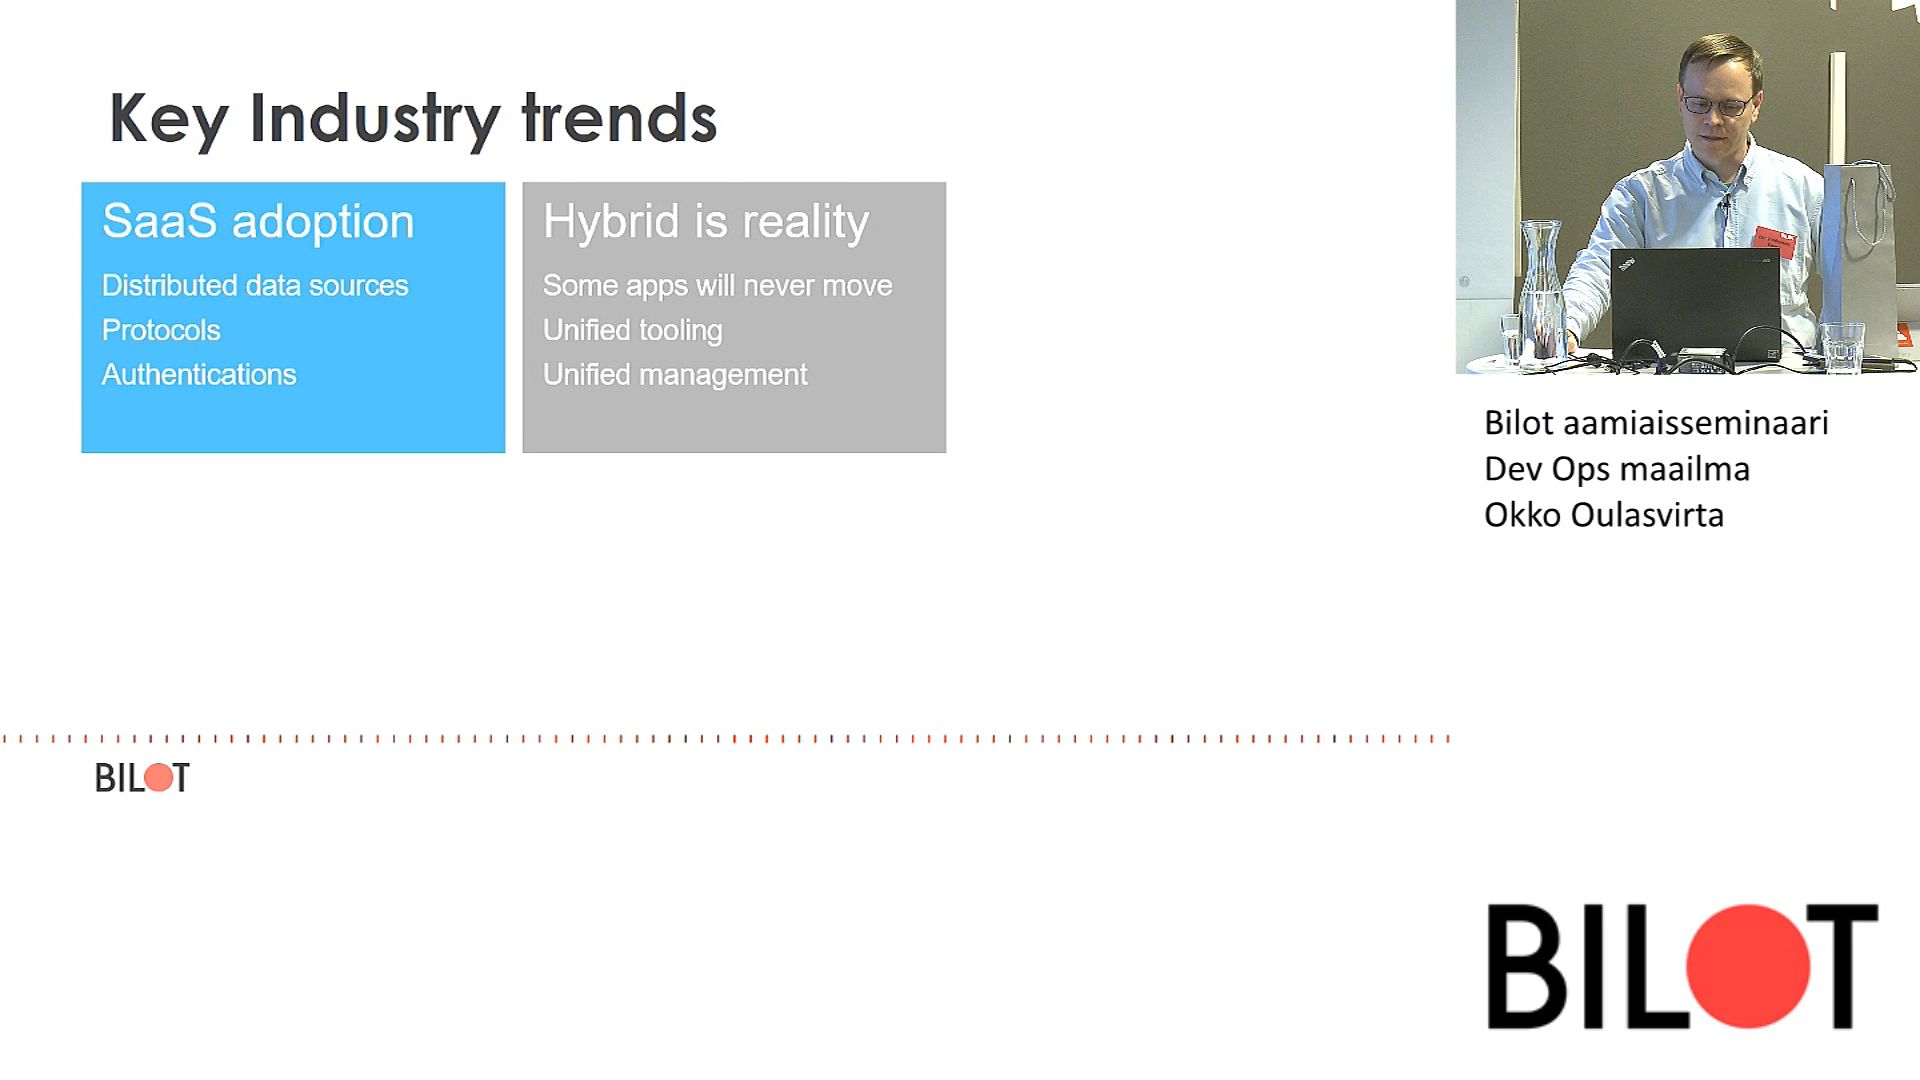 Key Industry trends
SaaS adoption
Distributed data sources
Protocols
Authentications
Hybrid is reality
Some apps will never move
Unified tooling
Unified management
Bilot aamiaisseminaari
Dev Ops maailma
Okko Oulasvirta
BILOT
BILOT